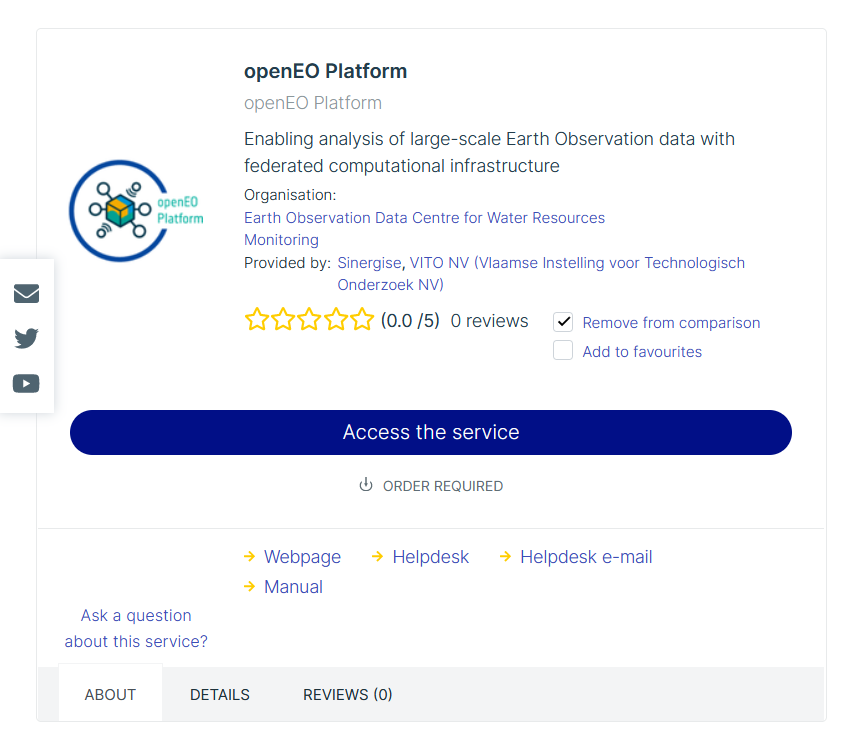 openEO Platform
openEO Platform
Enabling analysis of large-scale Earth Observation data with
federated computational infrastructure
openEO
Platform
Organisation:
Earth Observation Data Centre for Water Resources
Monitoring
Provided by: Sinergise, VITO NV (Vlaamse Instelling voor Technologisch
Onderzoek NV)
(0.0 /5) 0 reviews
Remove from comparison
Add to favourites
Access the service
ORDER REQUIRED
Webpage Helpdesk Helpdesk e-mail
Manual
Ask a question
about this service?
ABOUT DETAILS REVIEWS (0)